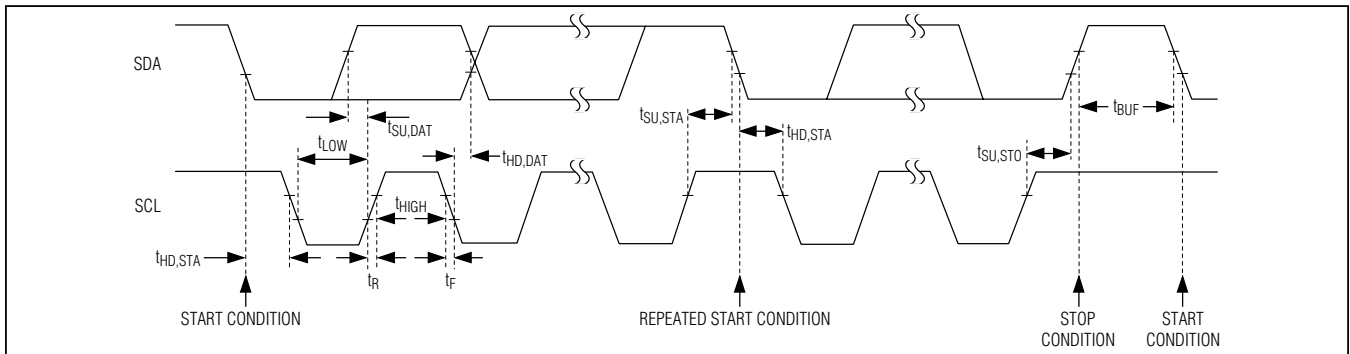 SDA
tSU,STA
tBUF
tSU,DAT
tLOW
tHD,STA
tHD,DAT
tSU,STO
SCL
tHIGH
tHD,STA
tR
tF
START CONDITION
REPEATED START CONDITION
STOP
CONDITION
START
CONDITION